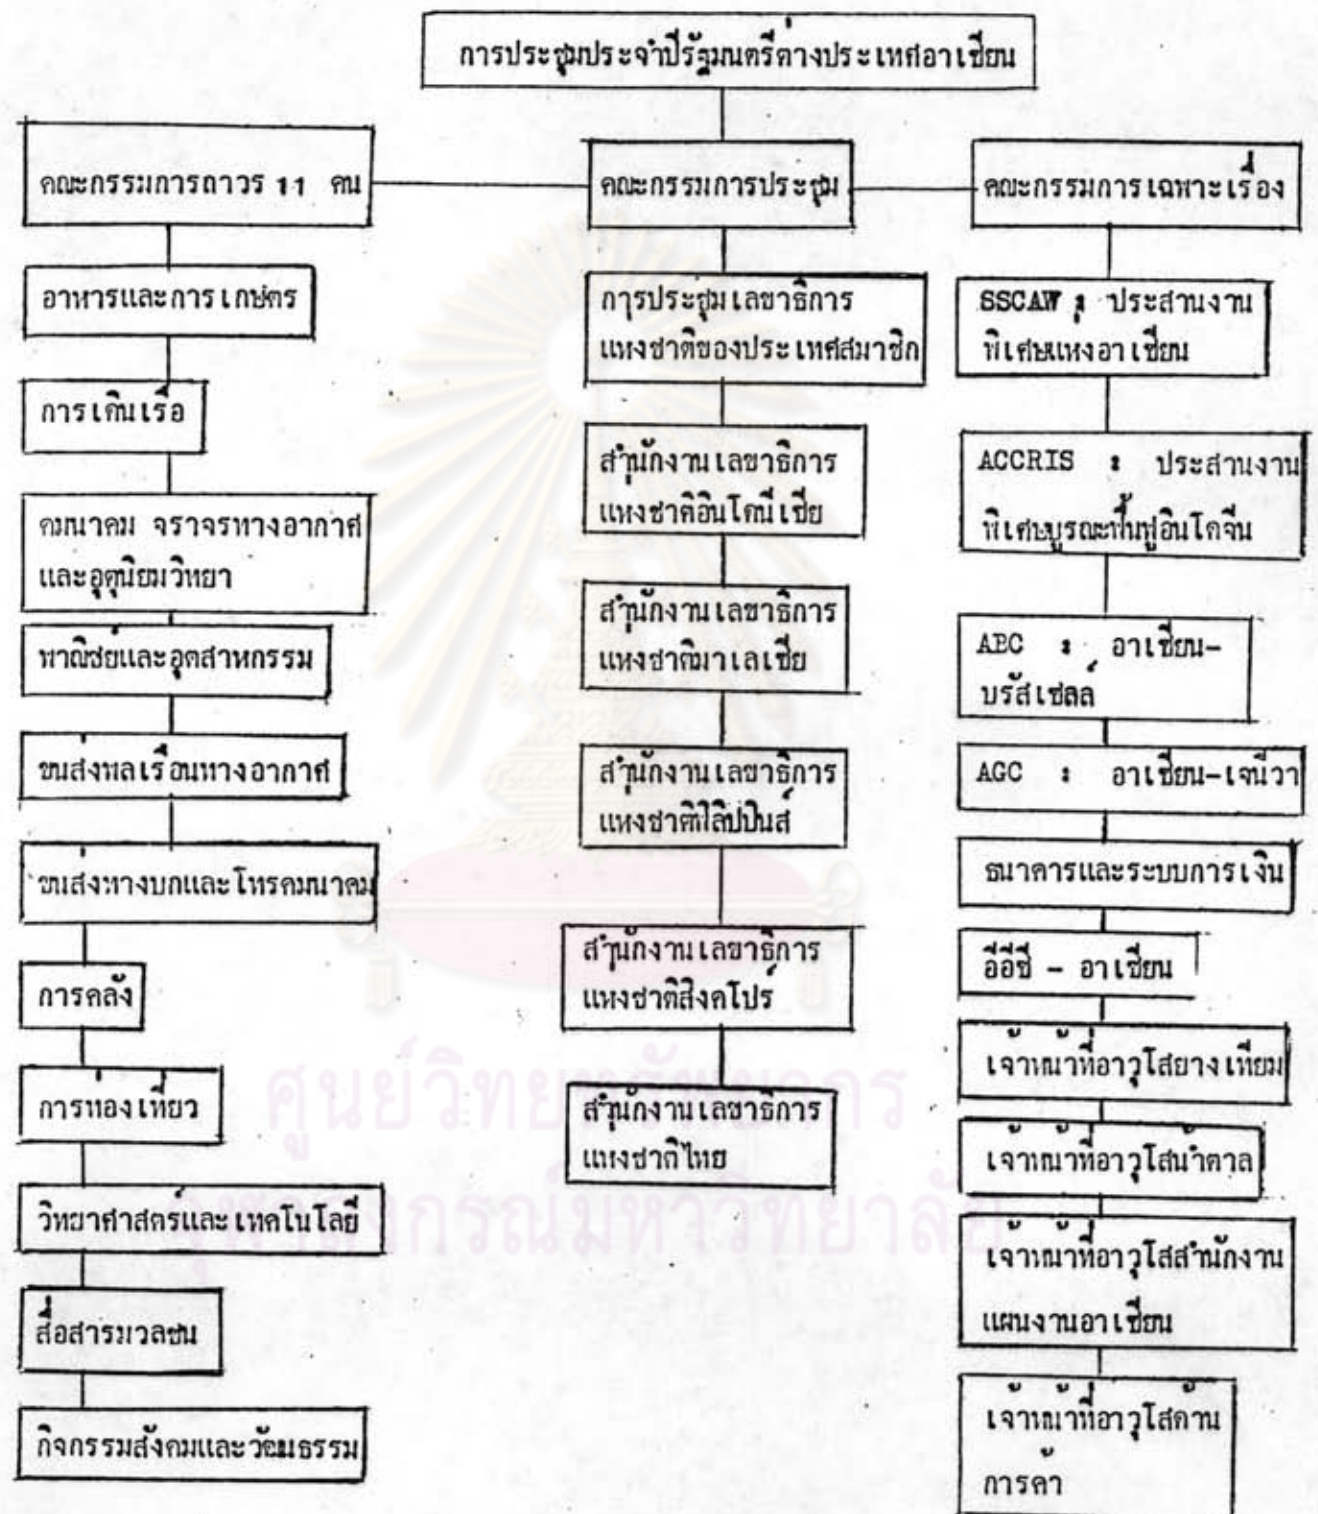 การประชุมประจำปีรัฐมนตรีต่างประเทศอาเซียน
คณะกรรมการถาวร 11 คน
อาหารและการเกษตร
การเดินเรือ
คมนาคม จราจรทางอากาศ
และอุตุนิยมวิทยา
พาณิชย์และอุตสาหกรรม
ขนส่งพลเรือนทางอากาศ
ขนส่งทางบกและโทรคมนาคม
การคลัง
การท่องเที่ยว
วิทยาศาสตร์และเทคโนโลยี
สื่อสารมวลชน
กิจกรรมสังคมและวัฒนธรรม
คณะกรรมการประชุม
การประชุมเลขาธิการ
แห่งชาติของประเทศสมาชิก
สำนักงานเลขาธิการ
แห่งชาติอินโดนีเซีย
สำนักงานเลขาธิการ
แห่งชาติมาเลเซีย
สำนักงานเลขาธิการ
แห่งชาติฟิลิปปินส์
สำนักงานเลขาธิการ
แห่งชาติสิงคโปร์
สำนักงานเลขาธิการ
แห่งชาติไทย
คณะกรรมการเฉพาะเรื่อง
SSCAW : ประสานงาน
พิเศษแห่งอาเซียน
ACCRIS : ประสานงาน
พิเศษบูรณะฟื้นฟูอินโดจีน
ABC : อาเซียน-
บรัสเซลล์
AGC : อาเซียน-เจนีวา
ธนาคารและระบบการเงิน
อีอีซี - อาเซียน
เจ้าหน้าที่อาวุโสยางเทียม
เจ้าหน้าที่อาวุโสน้ำตาล
เจ้าหน้าที่อาวุโสสำนักงาน
แผนงานอาเซียน
เจ้าหน้าที่อาวุโสด้าน
การค้า
ศูนย์วิทยทรัพยากร
จุฬาลงกรณ์มหาวิทยาลัย